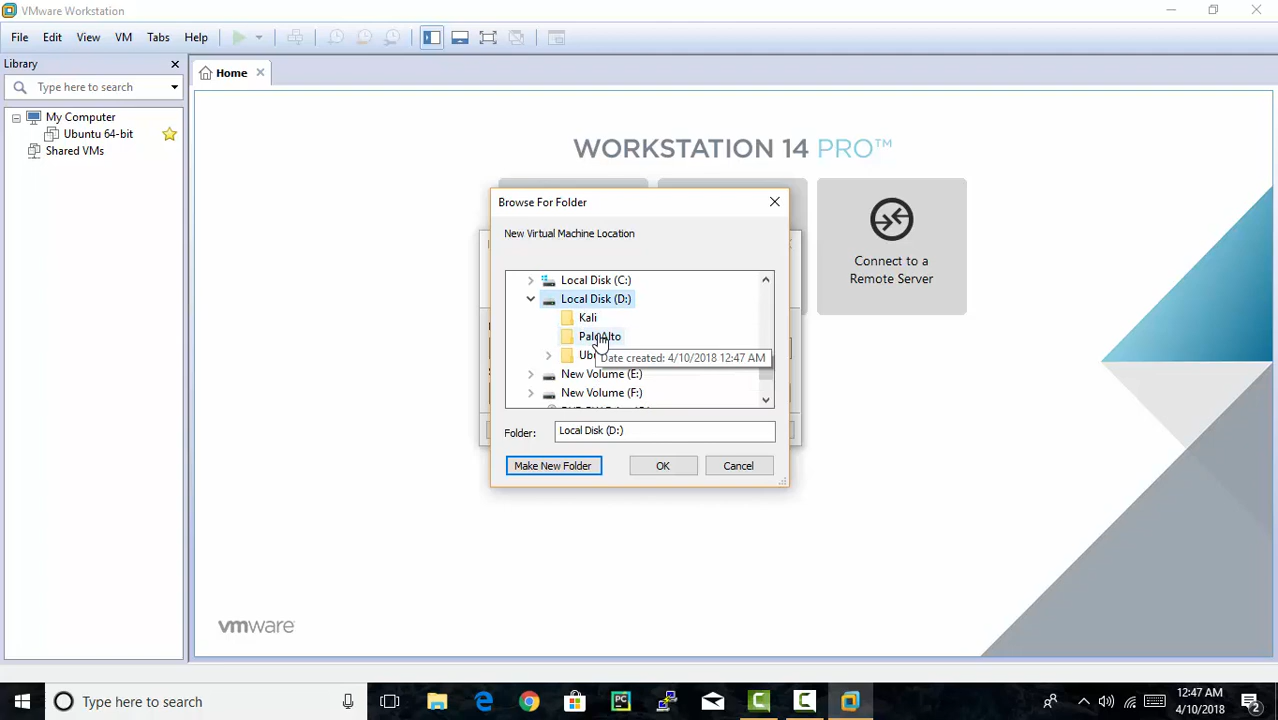 VMware Workstation
File Edit View VM Tabs Help
Library
Type here to search
My Computer
Ubuntu 64-bit
Shared VMs
Home
WORKSTATION 14 PRO™
Connect to a
Remote Server
Browse For Folder
New Virtual Machine Location
Local Disk (C:)
Local Disk (D:)
Kali
PaloAlto
Date created: 4/10/2018 12:47 AM
New Volume (E:)
New Volume (F:)
Folder: Local Disk (D:)
Make New Folder OK Cancel
vmware
Type here to search
12:47 AM
4/10/2018
2